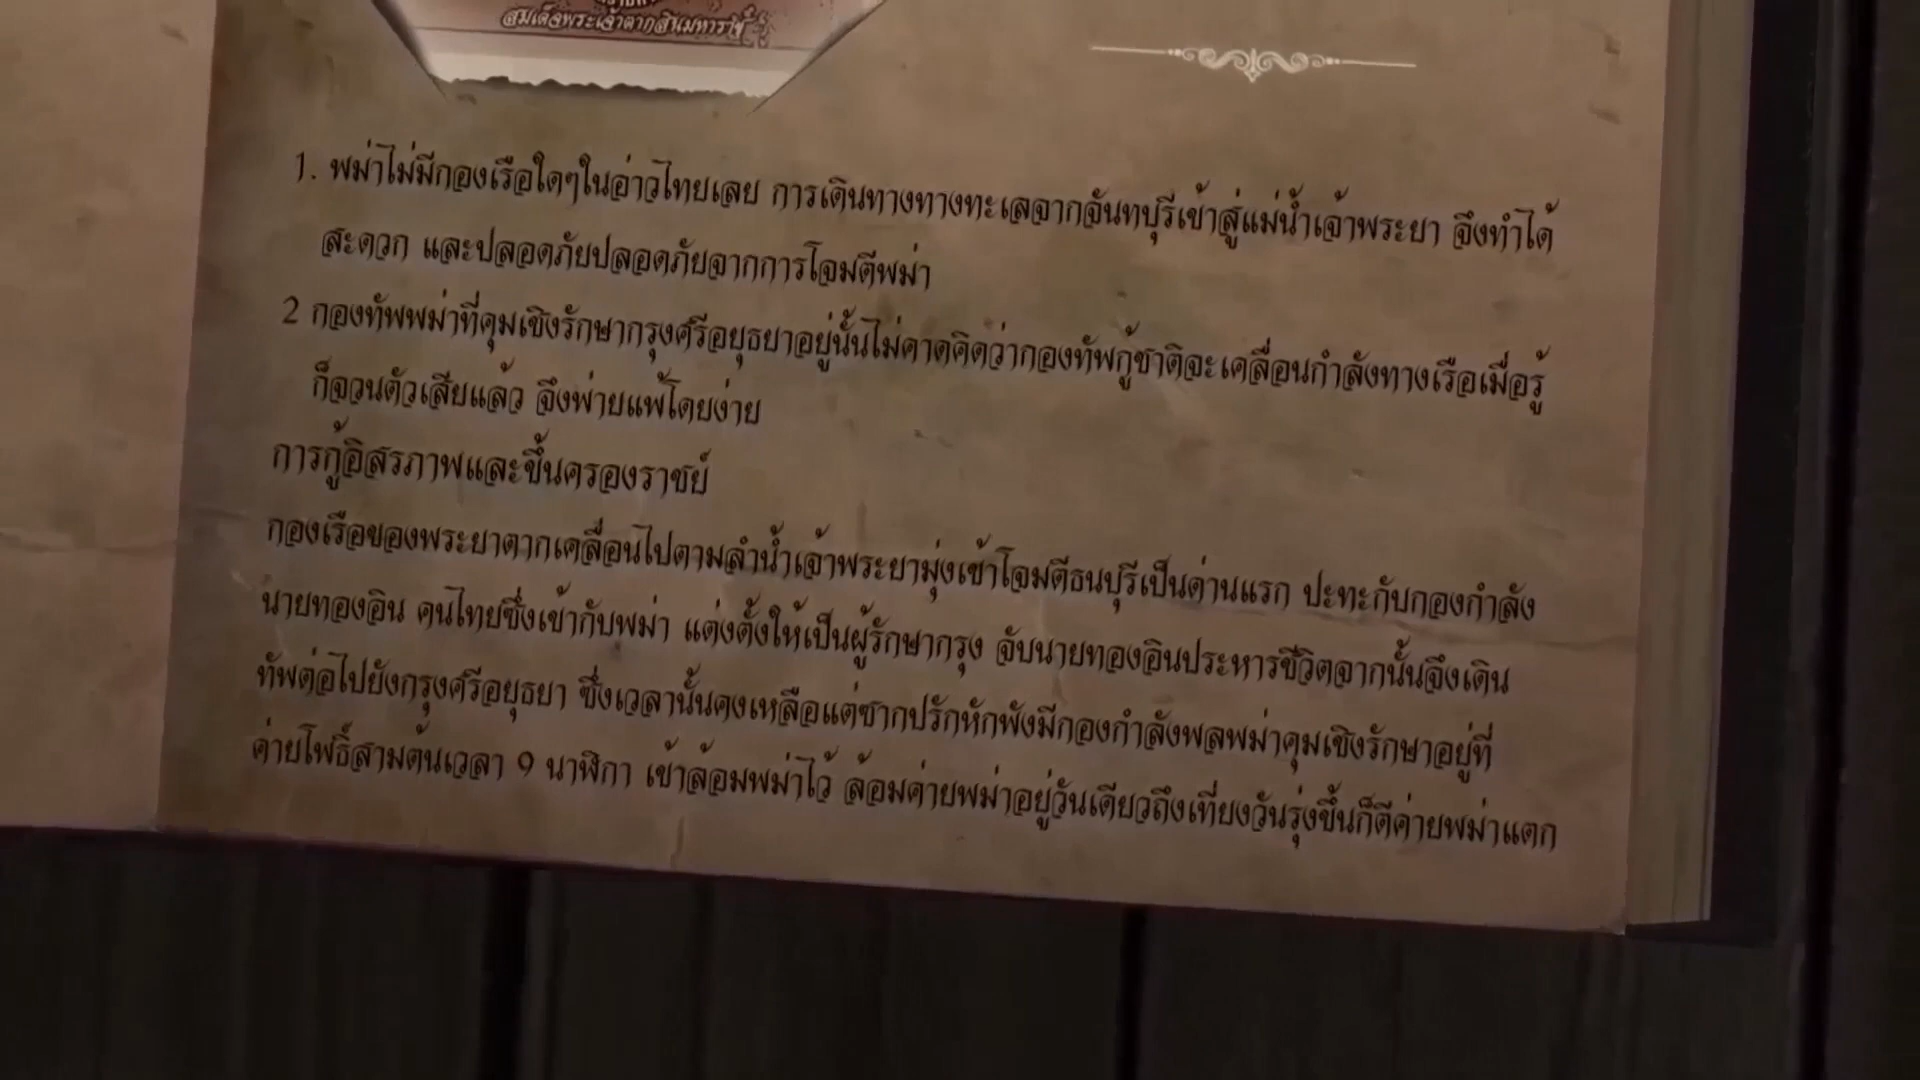 สมเด็จพระเจ้าตากสินมหาราช
1. พม่าไม่มีกองเรือใดๆในอ่าวไทยเลย การเดินทางทางทะเลจากจันทบุรีเข้าสู่แม่น้ำเจ้าพระยา จึงทำได้
สะดวก และปลอดภัยปลอดภัยจากการโจมตีพม่า
2 กองทัพพม่าที่คุมเชิงรักษากรุงศรีอยุธยาอยู่นั้นไม่คาดคิดว่ากองทัพกู้ชาติจะเคลื่อนกำลังทางเรือเมื่อรู้
ก็จวนตัวเสียแล้ว จึงพ่ายแพ้โดยง่าย
การกู้อิสรภาพและขึ้นครองราชย์
กองเรือของพระยาตากเคลื่อนไปตามลำน้ำเจ้าพระยามุ่งเข้าโจมตีธนบุรีเป็นด่านแรก ปะทะกับกองกำลัง
นายทองอิน คนไทยซึ่งเข้ากับพม่า แต่งตั้งให้เป็นผู้รักษากรุง จับนายทองอินประหารชีวิตจากนั้นจึงเดิน
ทัพต่อไปยังกรุงศรีอยุธยา ซึ่งเวลานั้นคงเหลือแต่ซากปรักหักพังมีกองกำลังพลพม่าคุมเชิงรักษาอยู่ที่
ค่ายโพธิ์สามต้นเวลา 9 นาฬิกา เข้าล้อมพม่าไว้ ล้อมค่ายพม่าอยู่วันเดียวถึงเที่ยงวันรุ่งขึ้นก็ตีค่ายพม่าแตก